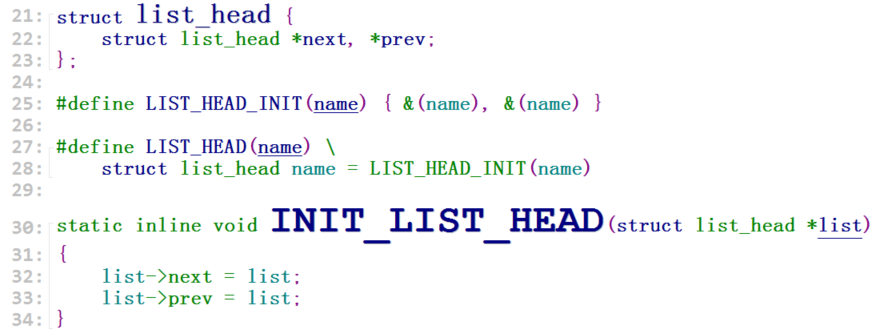 21: struct list_head {
22:     struct list_head *next, *prev;
23: };
24:
25: #define LIST_HEAD_INIT(name) { &(name), &(name) }
26:
27: #define LIST_HEAD(name) \
28:     struct list_head name = LIST_HEAD_INIT(name)
29:
30: static inline void INIT_LIST_HEAD(struct list_head *list)
31: {
32:     list->next = list;
33:     list->prev = list;
34: }